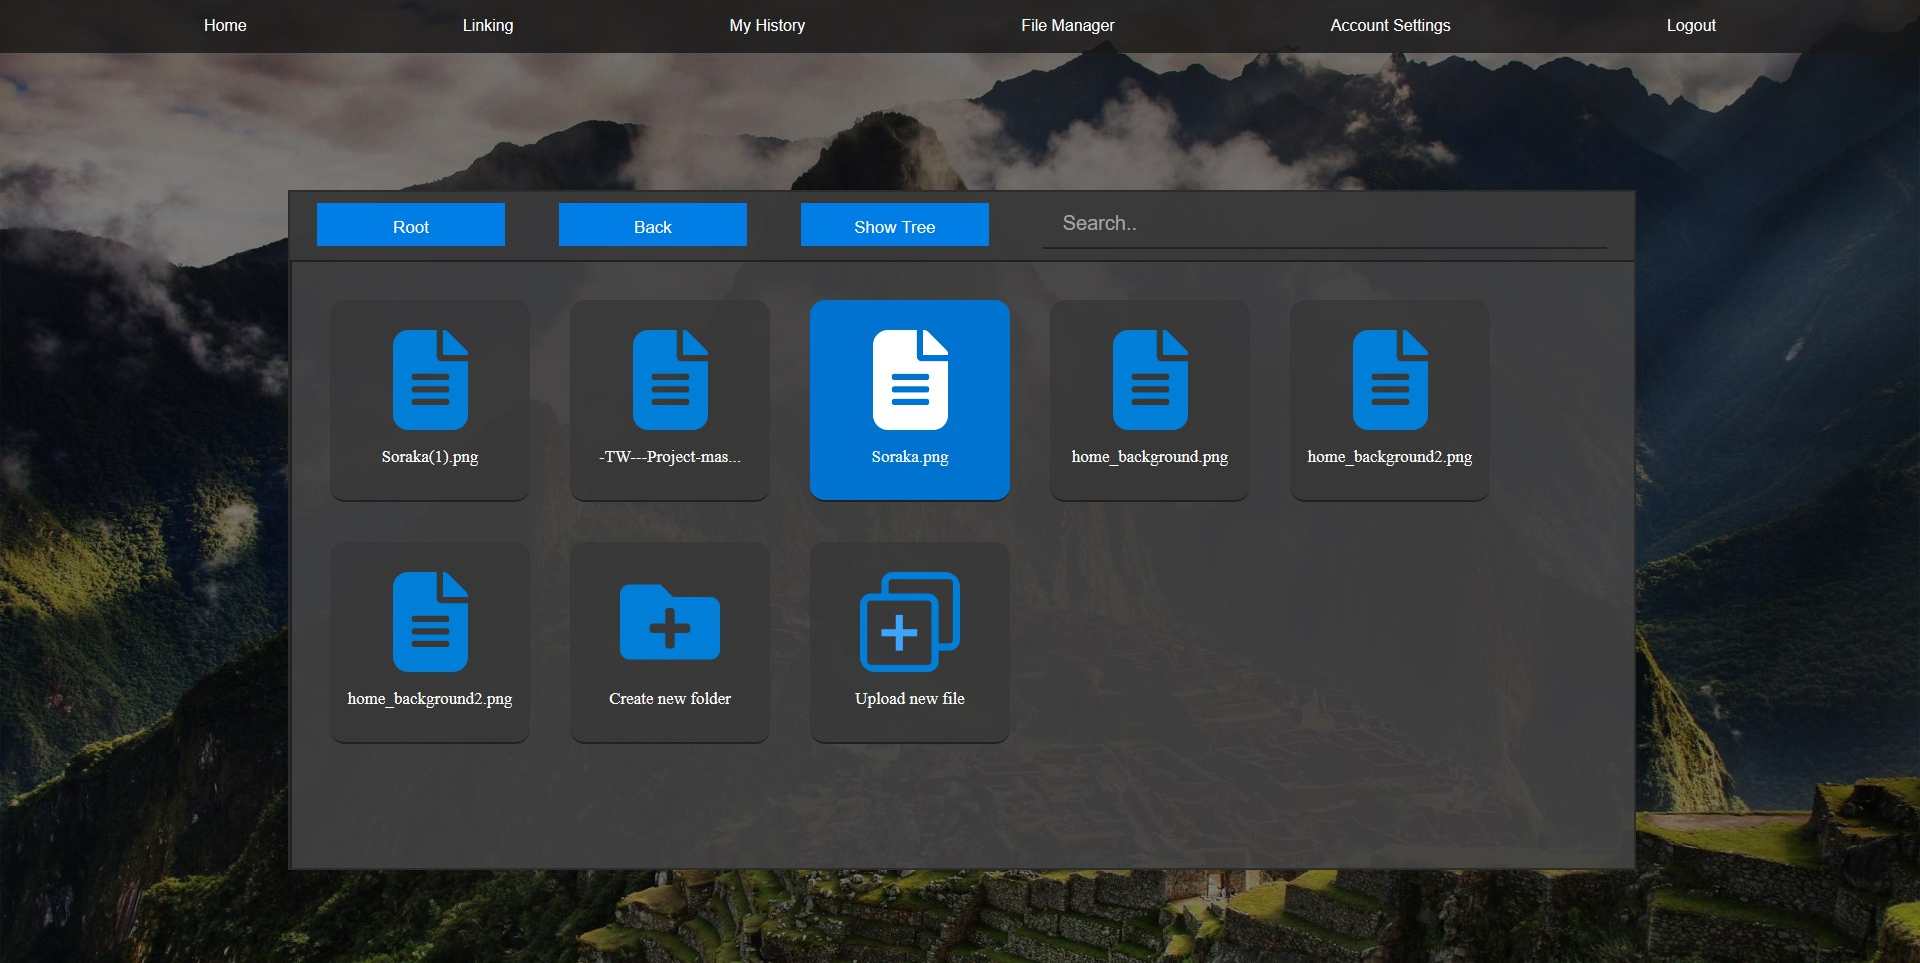 Home
Linking
My History
File Manager
Account Settings
Logout
Root
Back
Show Tree
Search..
Soraka(1).png
-TW---Project-mas...
Soraka.png
home_background.png
home_background2.png
home_background2.png
Create new folder
Upload new file